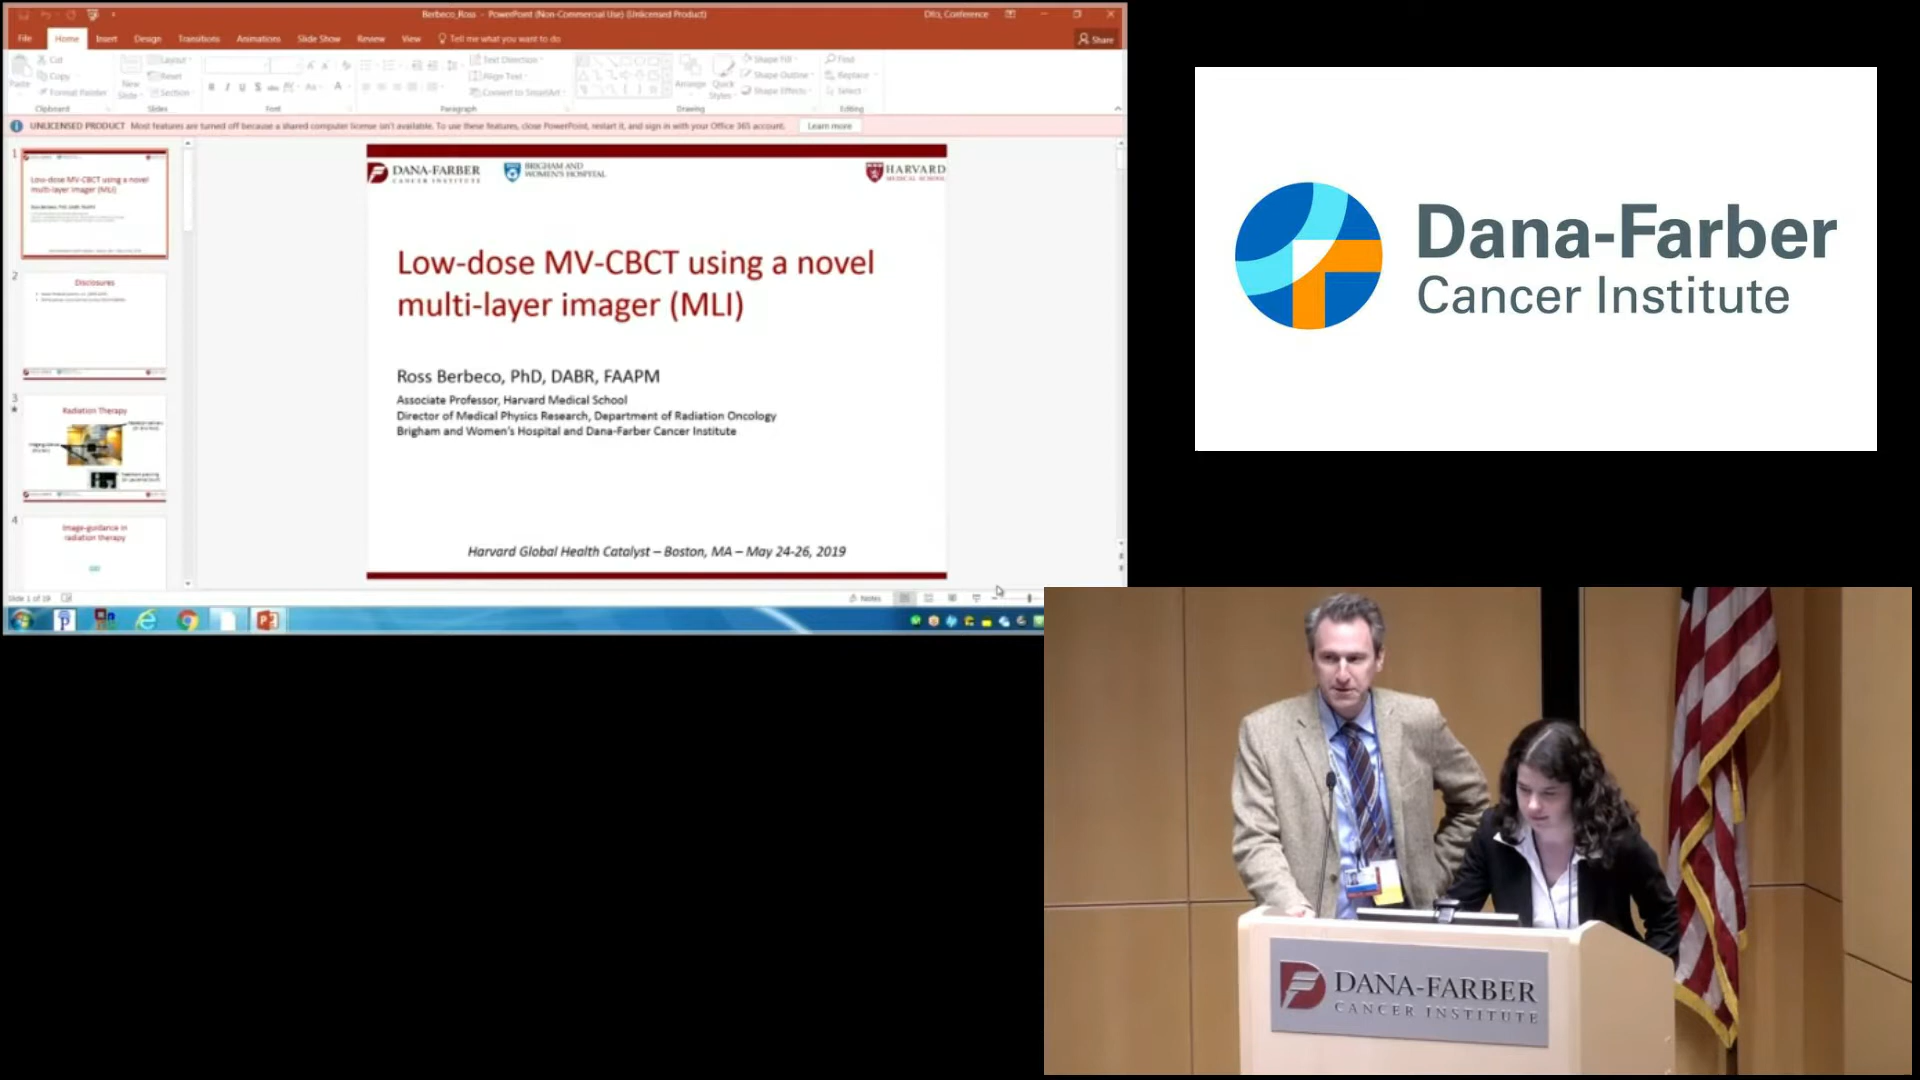 Berbeco_Ross - PowerPoint (Non-Commercial Use) (Unlicensed Product)
Conference
File Home Insert Design Transitions Animations Slide Show Review View Tell me what you want to do
Share
Cut
Copy
Format Painter
Paste
Clipboard
New Slide
Layout
Reset
Section
Slides
Font
Text Direction
Align Text
Convert to SmartArt
Paragraph
Arrange
Quick Styles
Shape Fill
Shape Outline
Shape Effects
Drawing
Find
Replace
Select
Editing
UNLICENSED PRODUCT Most features are turned off because a shared computer license isn't available. To use these features, close PowerPoint, restart it, and sign in with your Office 365 account. Learn more
1
Low-dose MV-CBCT using a novel
multi-layer imager (MLI)
2
Disclosures
3
Radiation Therapy
4
Image-guidance in
radiation therapy
DANA-FARBER
CANCER INSTITUTE
BRIGHAM AND
WOMEN'S HOSPITAL
HARVARD
MEDICAL SCHOOL
Low-dose MV-CBCT using a novel
multi-layer imager (MLI)
Ross Berbeco, PhD, DABR, FAAPM
Associate Professor, Harvard Medical School
Director of Medical Physics Research, Department of Radiation Oncology
Brigham and Women's Hospital and Dana-Farber Cancer Institute
Harvard Global Health Catalyst – Boston, MA – May 24-26, 2019
Slide 1 of 19
Notes
Dana-Farber
Cancer Institute
DANA-FARBER
CANCER INSTITUTE